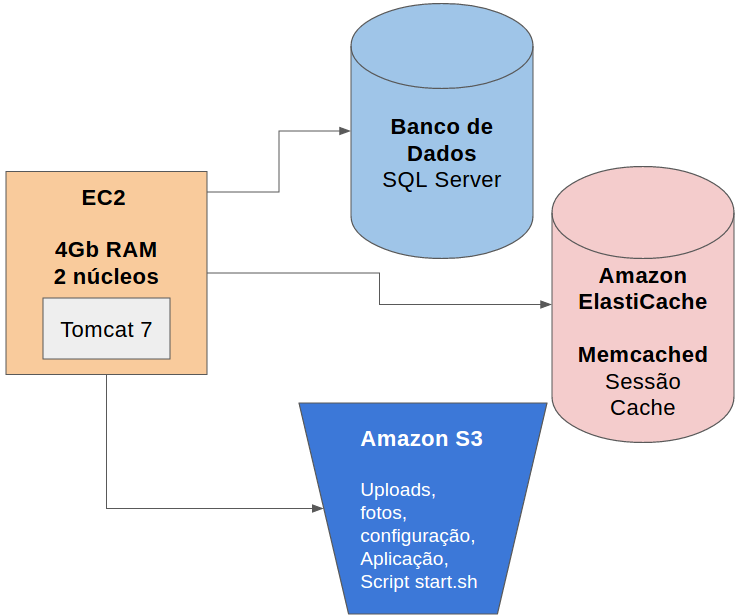 Banco de
Dados
SQL Server
EC2
4Gb RAM
2 núcleos
Tomcat 7
Amazon
ElastiCache
Memcached
Sessão
Cache
Amazon S3
Uploads,
fotos,
configuração,
Aplicação,
Script start.sh